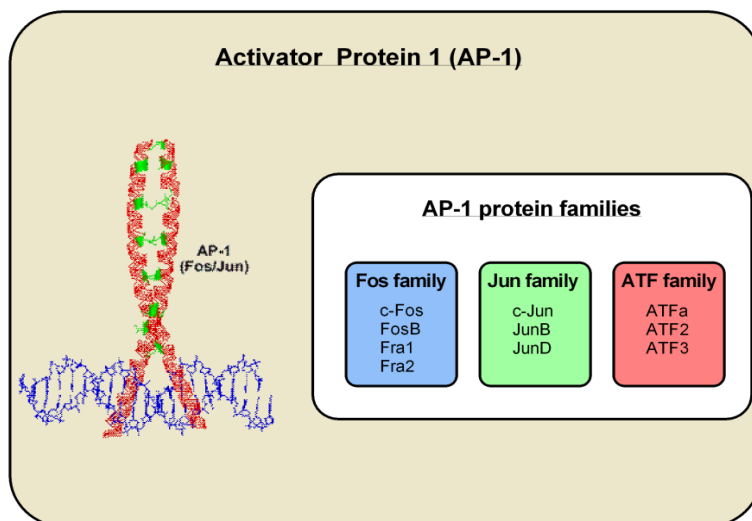 Activator Protein 1 (AP-1)
AP-1
(Fos/Jun)
AP-1 protein families
Fos family
c-Fos
FosB
Fra1
Fra2
Jun family
c-Jun
JunB
JunD
ATF family
ATFa
ATF2
ATF3